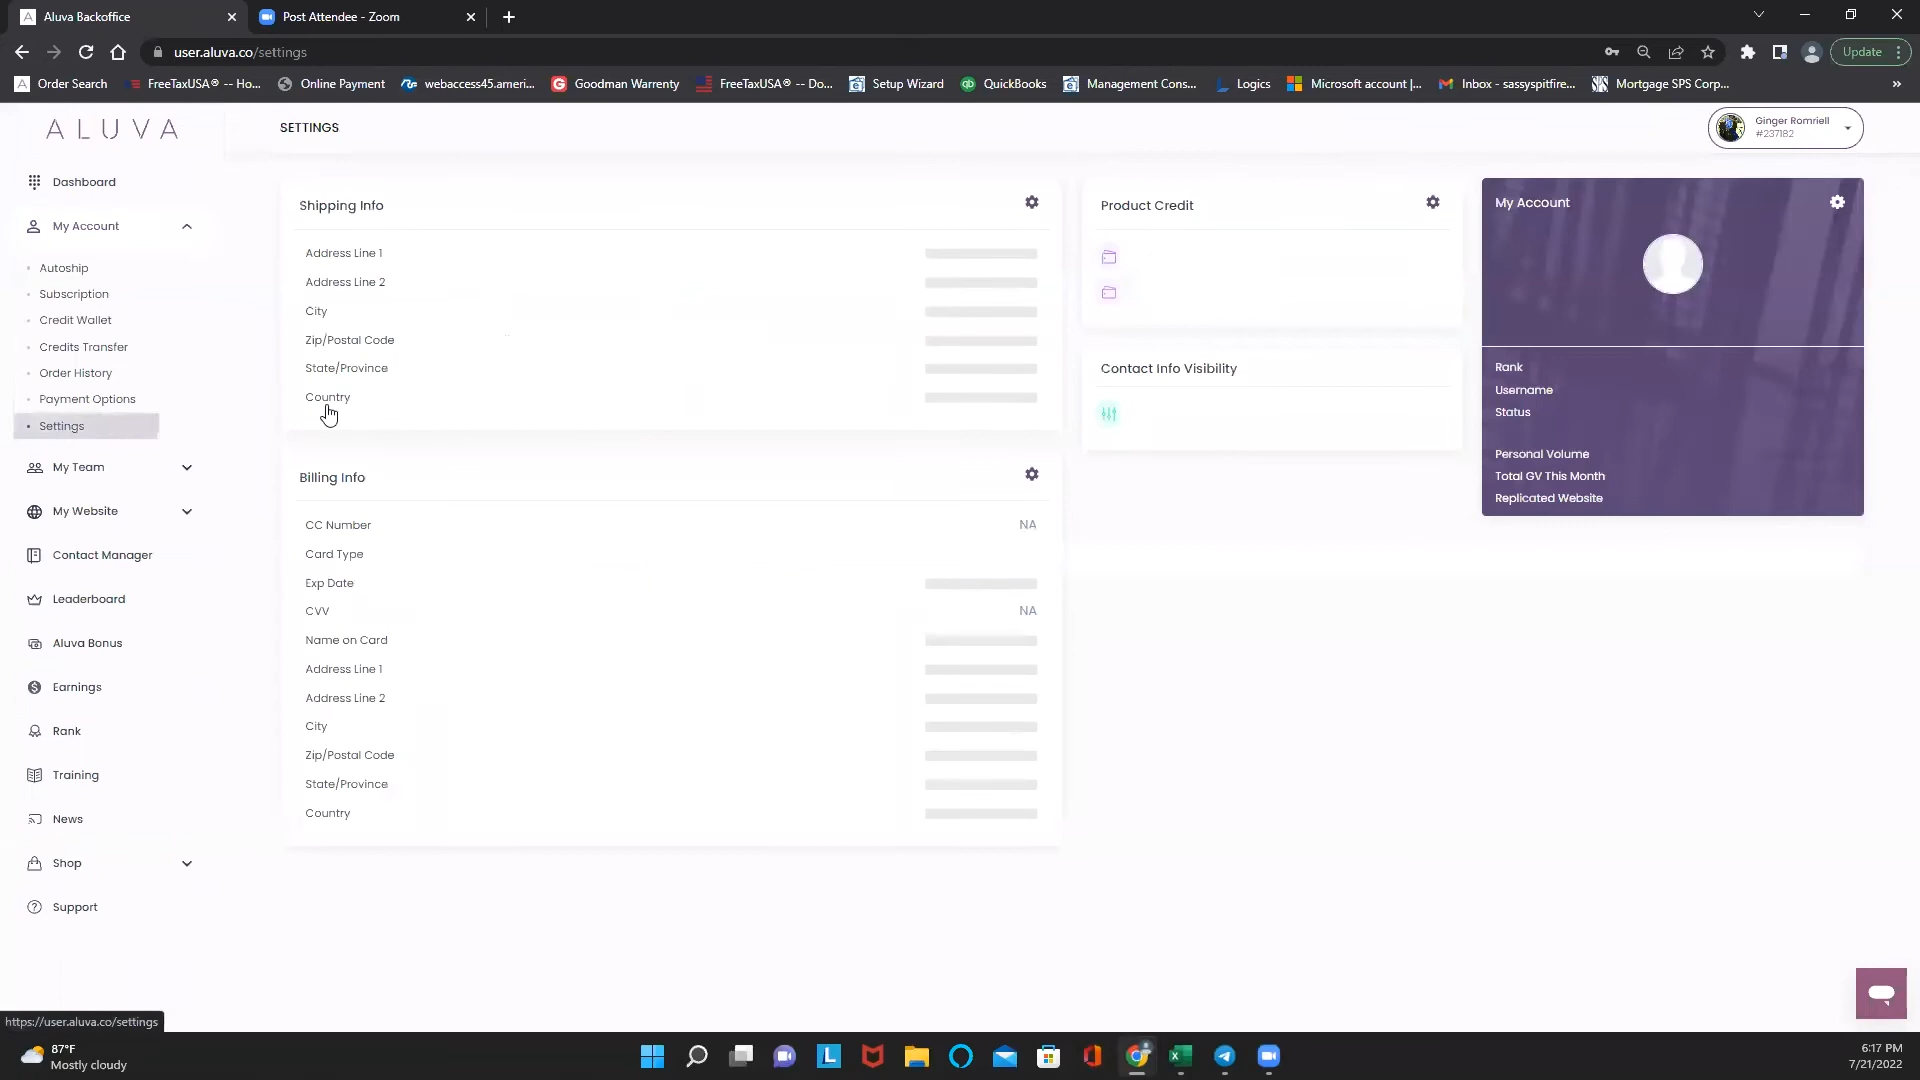 Aluva Backoffice
Post Attendee - Zoom
user.aluva.co/settings
Update
Order Search
FreeTaxUSA® -- Ho...
Online Payment
webaccess45.ameri...
Goodman Warrenty
FreeTaxUSA® -- Do...
Setup Wizard
QuickBooks
Management Cons...
Logics
Microsoft account |...
Inbox - sassyspitfire...
Mortgage SPS Corp...
ALUVA
SETTINGS
Ginger Romriell
#237182
Dashboard
My Account
Autoship
Subscription
Credit Wallet
Credits Transfer
Order History
Payment Options
Settings
My Team
My Website
Contact Manager
Leaderboard
Aluva Bonus
Earnings
Rank
Training
News
Shop
Support
Shipping Info
Address Line 1
Address Line 2
City
Zip/Postal Code
State/Province
Country
Billing Info
CC Number NA
Card Type
Exp Date
CVV NA
Name on Card
Address Line 1
Address Line 2
City
Zip/Postal Code
State/Province
Country
Product Credit
Contact Info Visibility
My Account
Rank
Username
Status
Personal Volume
Total GV This Month
Replicated Website
https://user.aluva.co/settings
87°F
Mostly cloudy
6:17 PM
7/21/2022